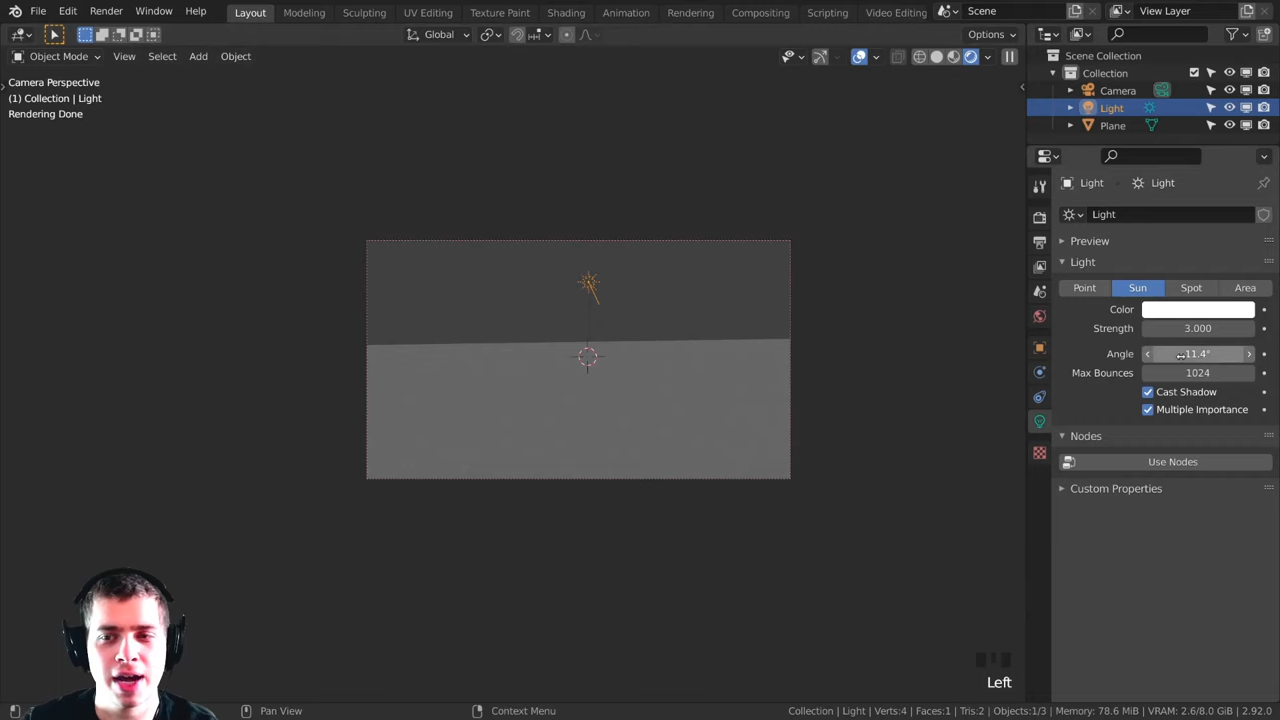 File Edit Render Window Help Layout Modeling Sculpting UV Editing Texture Paint Shading Animation Rendering Compositing Scripting Video Editing Scene View Layer
Global Options
Object Mode View Select Add Object
Camera Perspective
(1) Collection | Light
Rendering Done
Scene Collection
Collection
Camera
Light
Plane
Light Light
Light
Preview
Light
Point Sun Spot Area
Color
Strength 3.000
Angle 11.4°
Max Bounces 1024
Cast Shadow
Multiple Importance
Nodes
Use Nodes
Custom Properties
Left
Pan View Context Menu Collection | Light | Verts:4 | Faces:1 | Tris:2 | Objects:1/3 | Memory: 78.6 MiB | VRAM: 2.6/8.0 GiB | 2.92.0